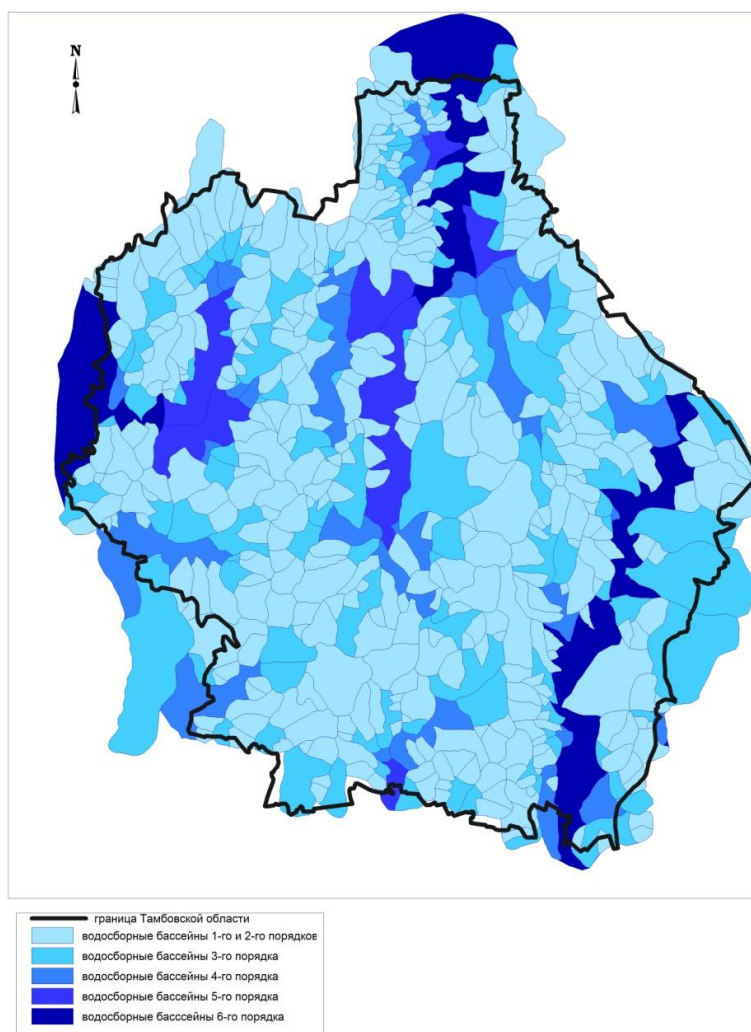 N
граница Тамбовской области
водосборные бассейны 1-го и 2-го порядков
водосборные бассейны 3-го порядка
водосборные бассейны 4-го порядка
водосборные бассейны 5-го порядка
водосборные басссейны 6-го порядка